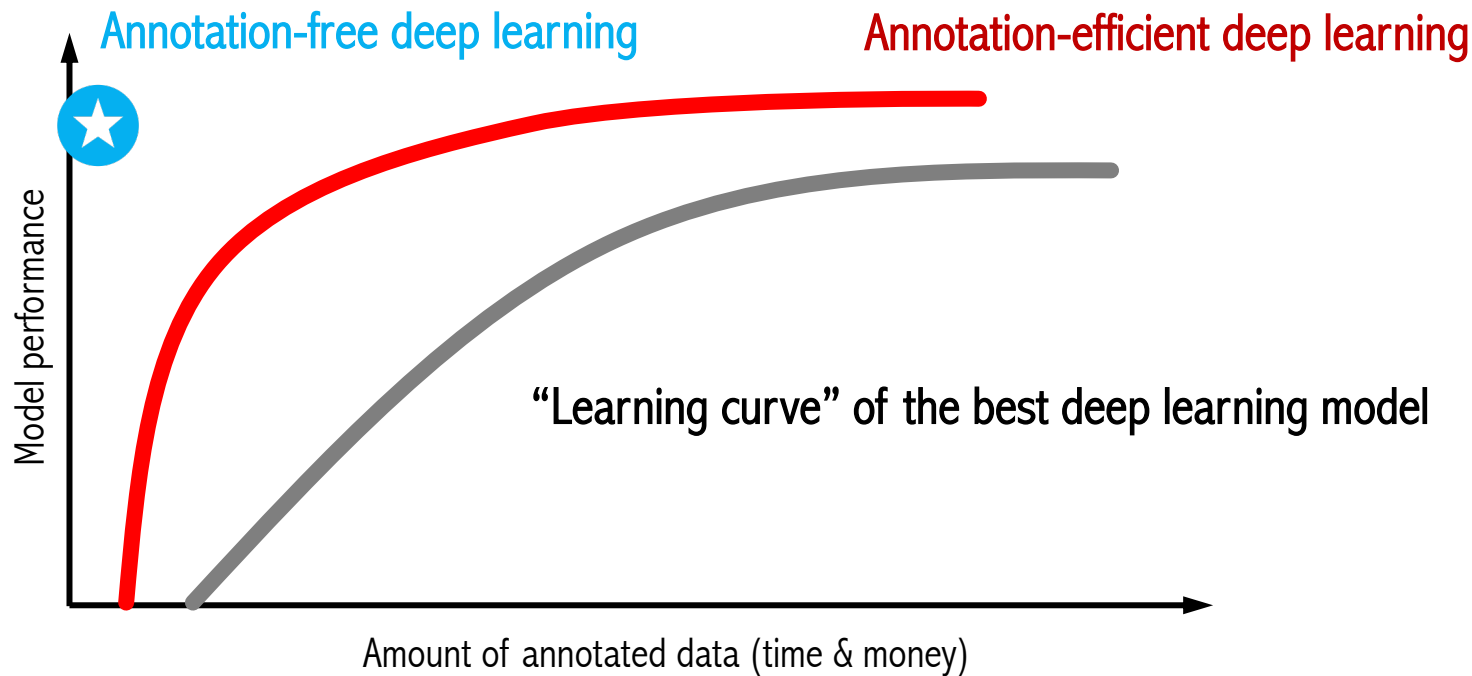 Annotation-free deep learning
Annotation-efficient deep learning
Model performance
“Learning curve” of the best deep learning model
Amount of annotated data (time & money)